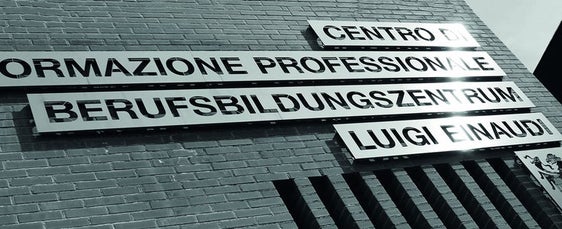 CENTRO DI
ORMAZIONE PROFESSIONALE
BERUFSBILDUNGSZENTRUM
LUIGI EINAUDI